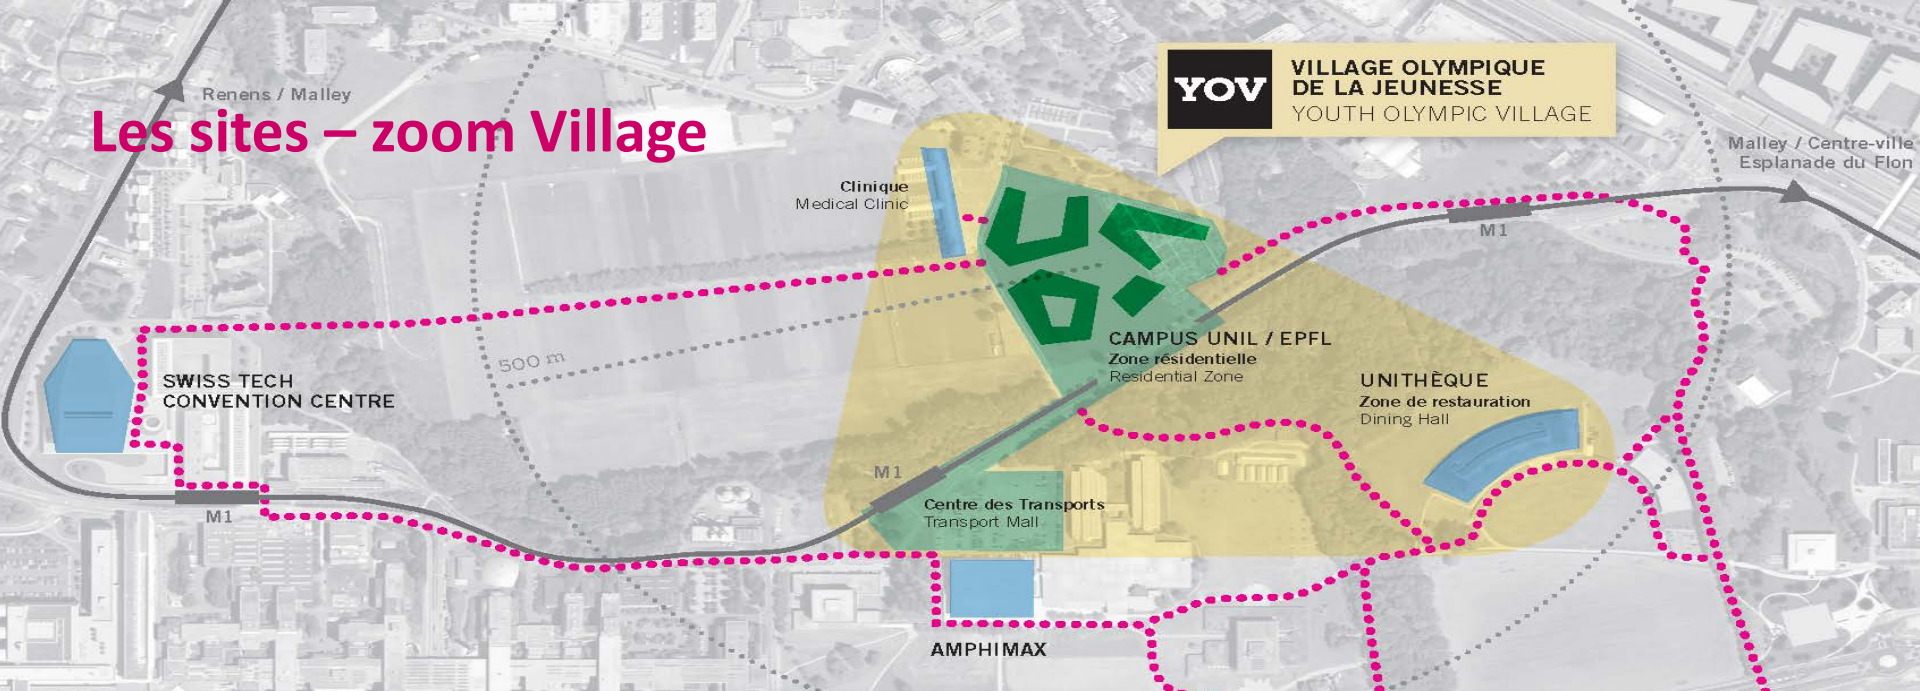 Renens / Malley
Les sites – zoom Village
YOV
VILLAGE OLYMPIQUE
DE LA JEUNESSE
YOUTH OLYMPIC VILLAGE
Malley / Centre-ville
Esplanade du Flon
Clinique
Medical Clinic
M1
500 m
CAMPUS UNIL / EPFL
Zone résidentielle
Residential Zone
SWISS TECH
CONVENTION CENTRE
UNITHÈQUE
Zone de restauration
Dining Hall
M1
Centre des Transports
Transport Mall
M1
AMPHIMAX